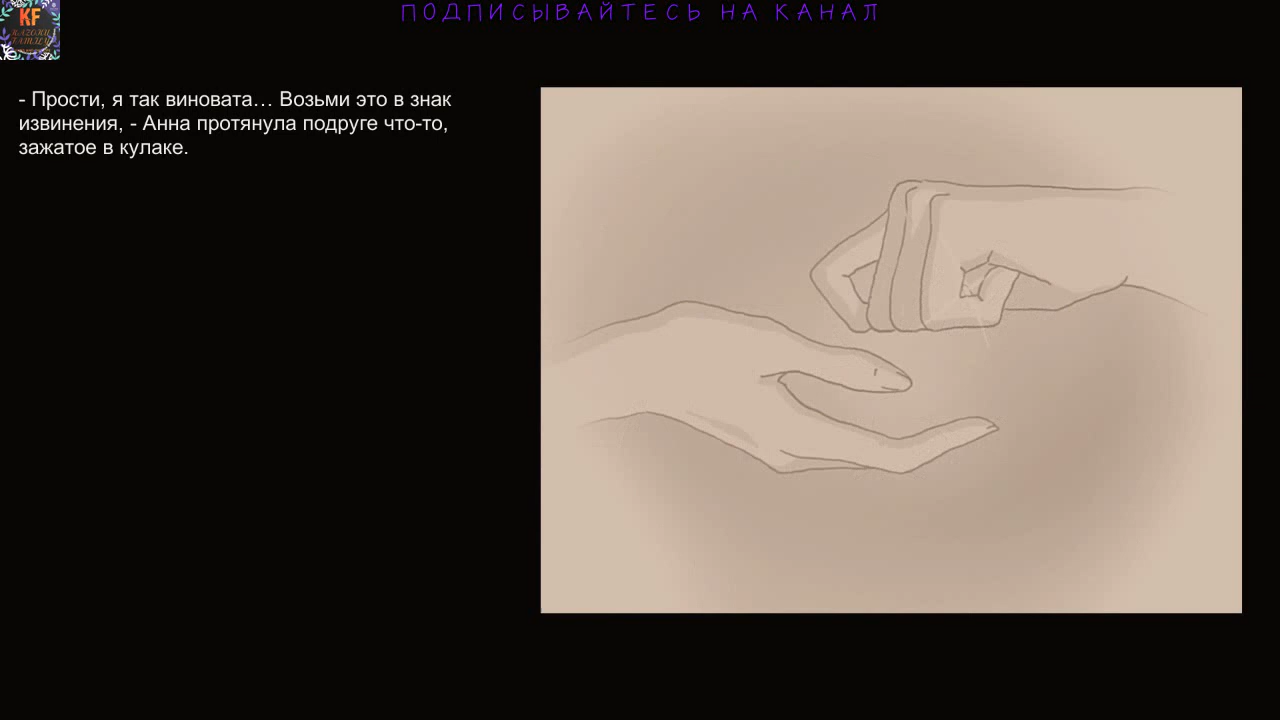 ПОДПИСЫВАЙТЕСЬ НА КАНАЛ
KF
- Прости, я так виновата… Возьми это в знак
извинения, - Анна протянула подруге что-то,
зажатое в кулаке.